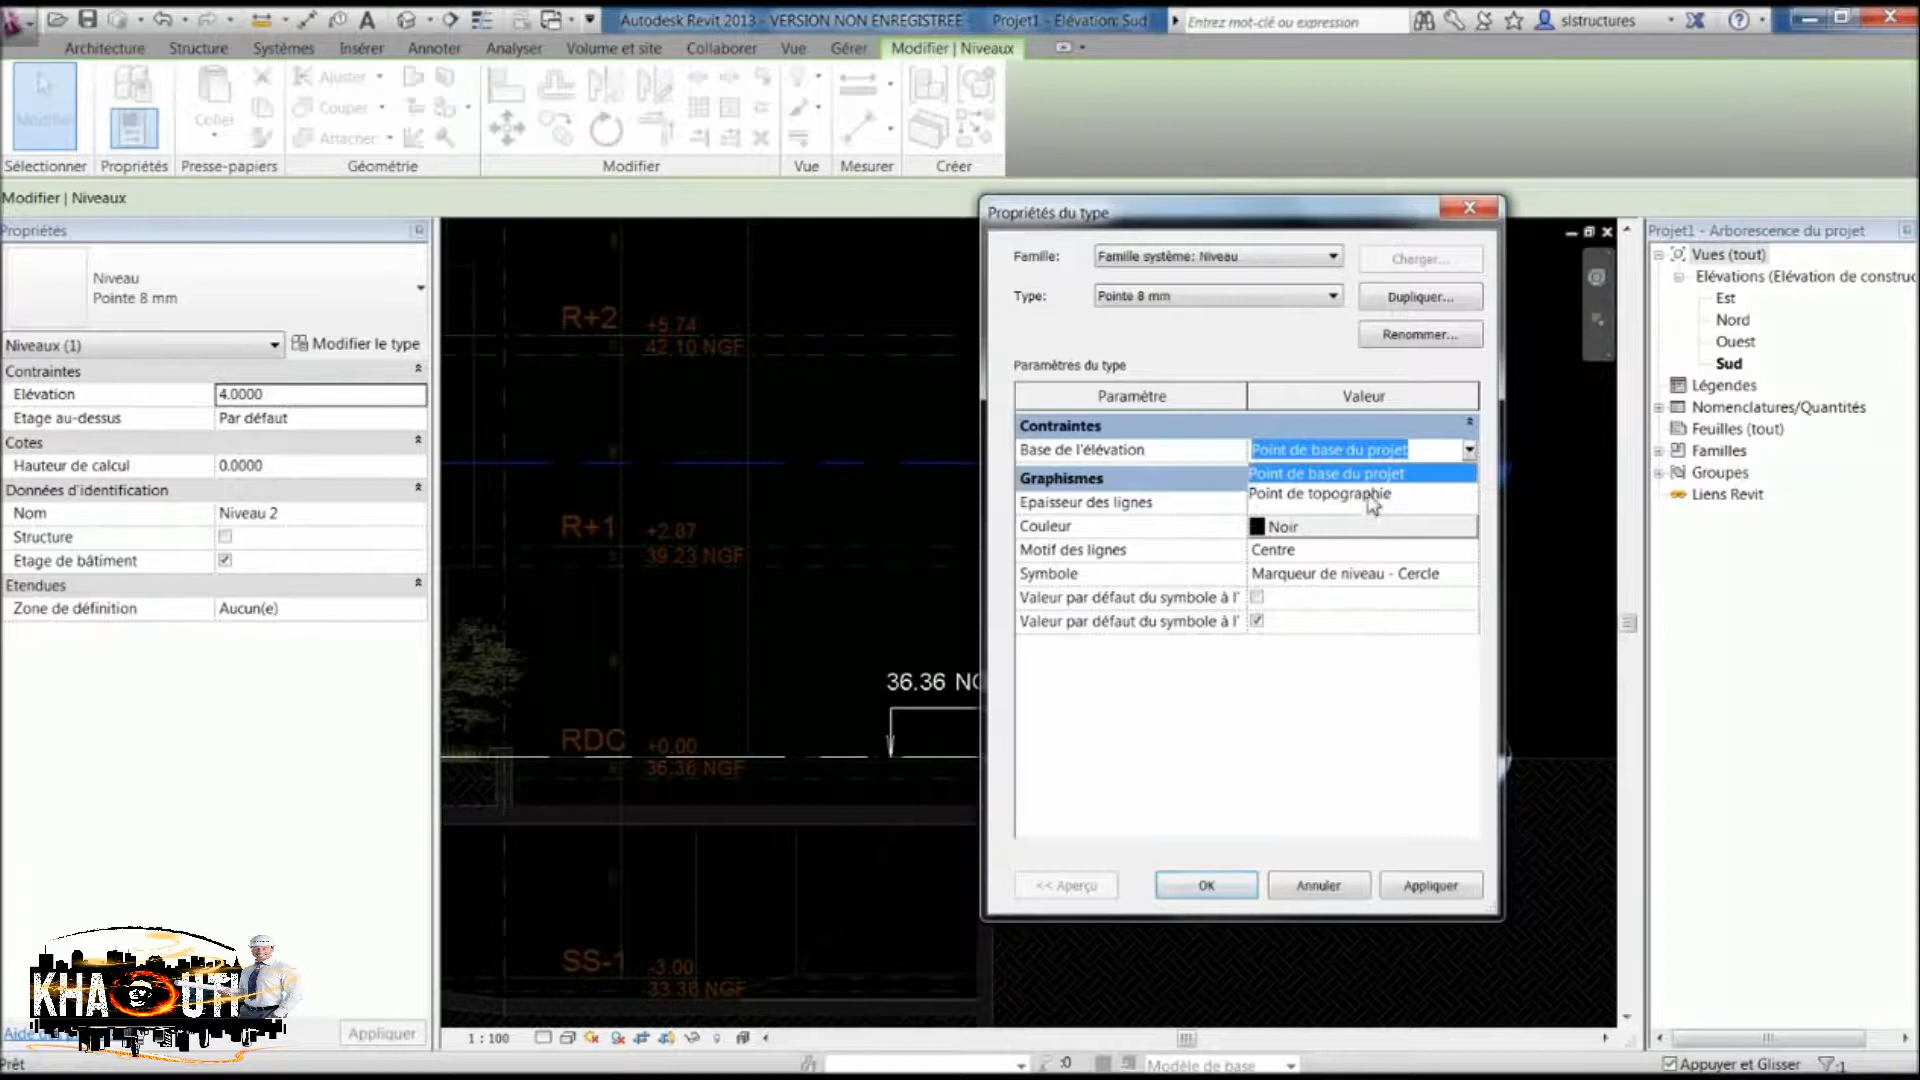 Autodesk Revit 2013 - VERSION NON ENREGISTREE - Projet1 - Elévation: Sud
Entrez mot-clé ou expression
slstructures
Architecture Structure Systèmes Insérer Annoter Analyser Volume et site Collaborer Vue Gérer Modifier | Niveaux
Modifier
Coller
Ajuster
Couper
Attacher
Sélectionner Propriétés Presse-papiers Géométrie Modifier Vue Mesurer Créer
Modifier | Niveaux
Propriétés
Niveau
Pointe 8 mm
Niveaux (1)
Modifier le type
Contraintes
Elévation 4.0000
Etage au-dessus Par défaut
Cotes
Hauteur de calcul 0.0000
Données d'identification
Nom Niveau 2
Structure
Etage de bâtiment
Etendues
Zone de définition Aucun(e)
Appliquer
KHAOUTI
R+2 +5.74
42.10 NGF
R+1 +2.87
39.23 NGF
36.36
RDC +0.00
36.36 NGF
SS-1 -3.00
33.36 NGF
Propriétés du type
Famille: Famille système: Niveau Charger...
Type: Pointe 8 mm Dupliquer...
Renommer...
Paramètres du type
Paramètre Valeur
Contraintes
Base de l'élévation Point de base du projet
Point de base du projet
Point de topographie
Graphismes
Epaisseur des lignes
Couleur Noir
Motif des lignes Centre
Symbole Marqueur de niveau - Cercle
Valeur par défaut du symbole à l'
Valeur par défaut du symbole à l'
<< Aperçu OK Annuler Appliquer
Projet1 - Arborescence du projet
Vues (tout)
Elévations (Elévation de construc
Est
Nord
Ouest
Sud
Légendes
Nomenclatures/Quantités
Feuilles (tout)
Familles
Groupes
Liens Revit
1 : 100
Prêt
:0
Modèle de base
Appuyer et Glisser
:1